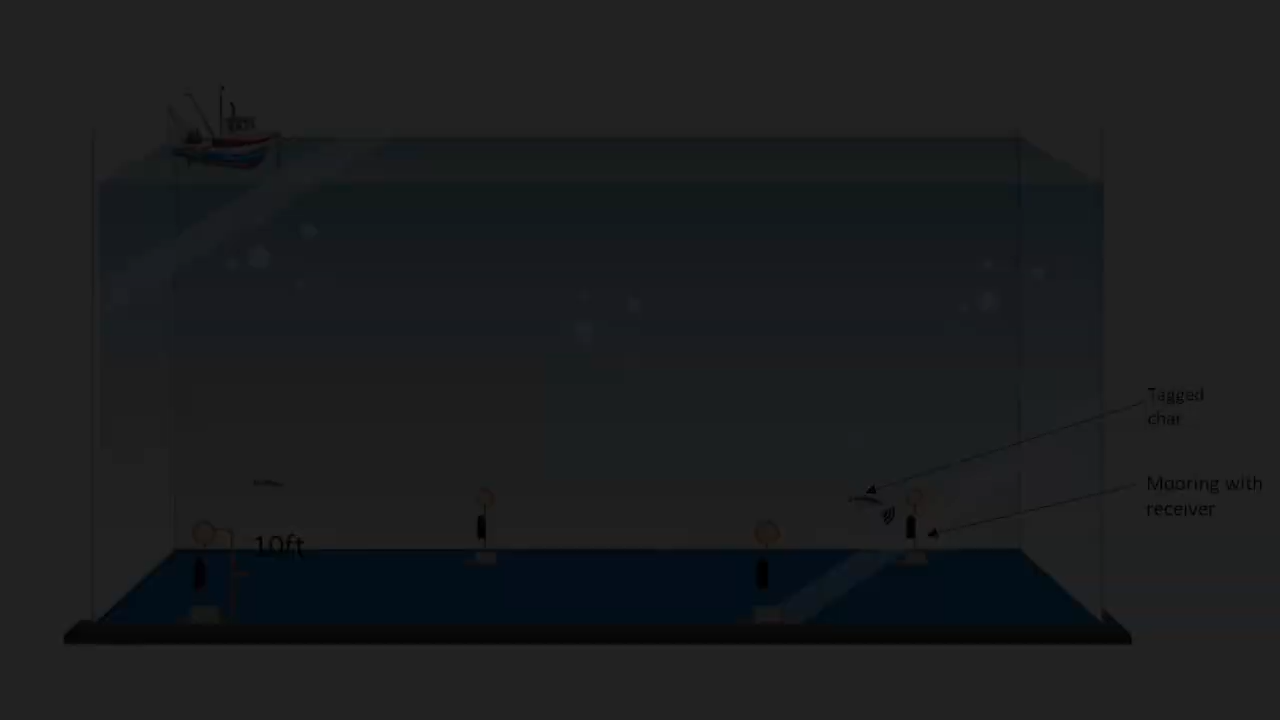 Tagged
char
Mooring with
receiver
10ft